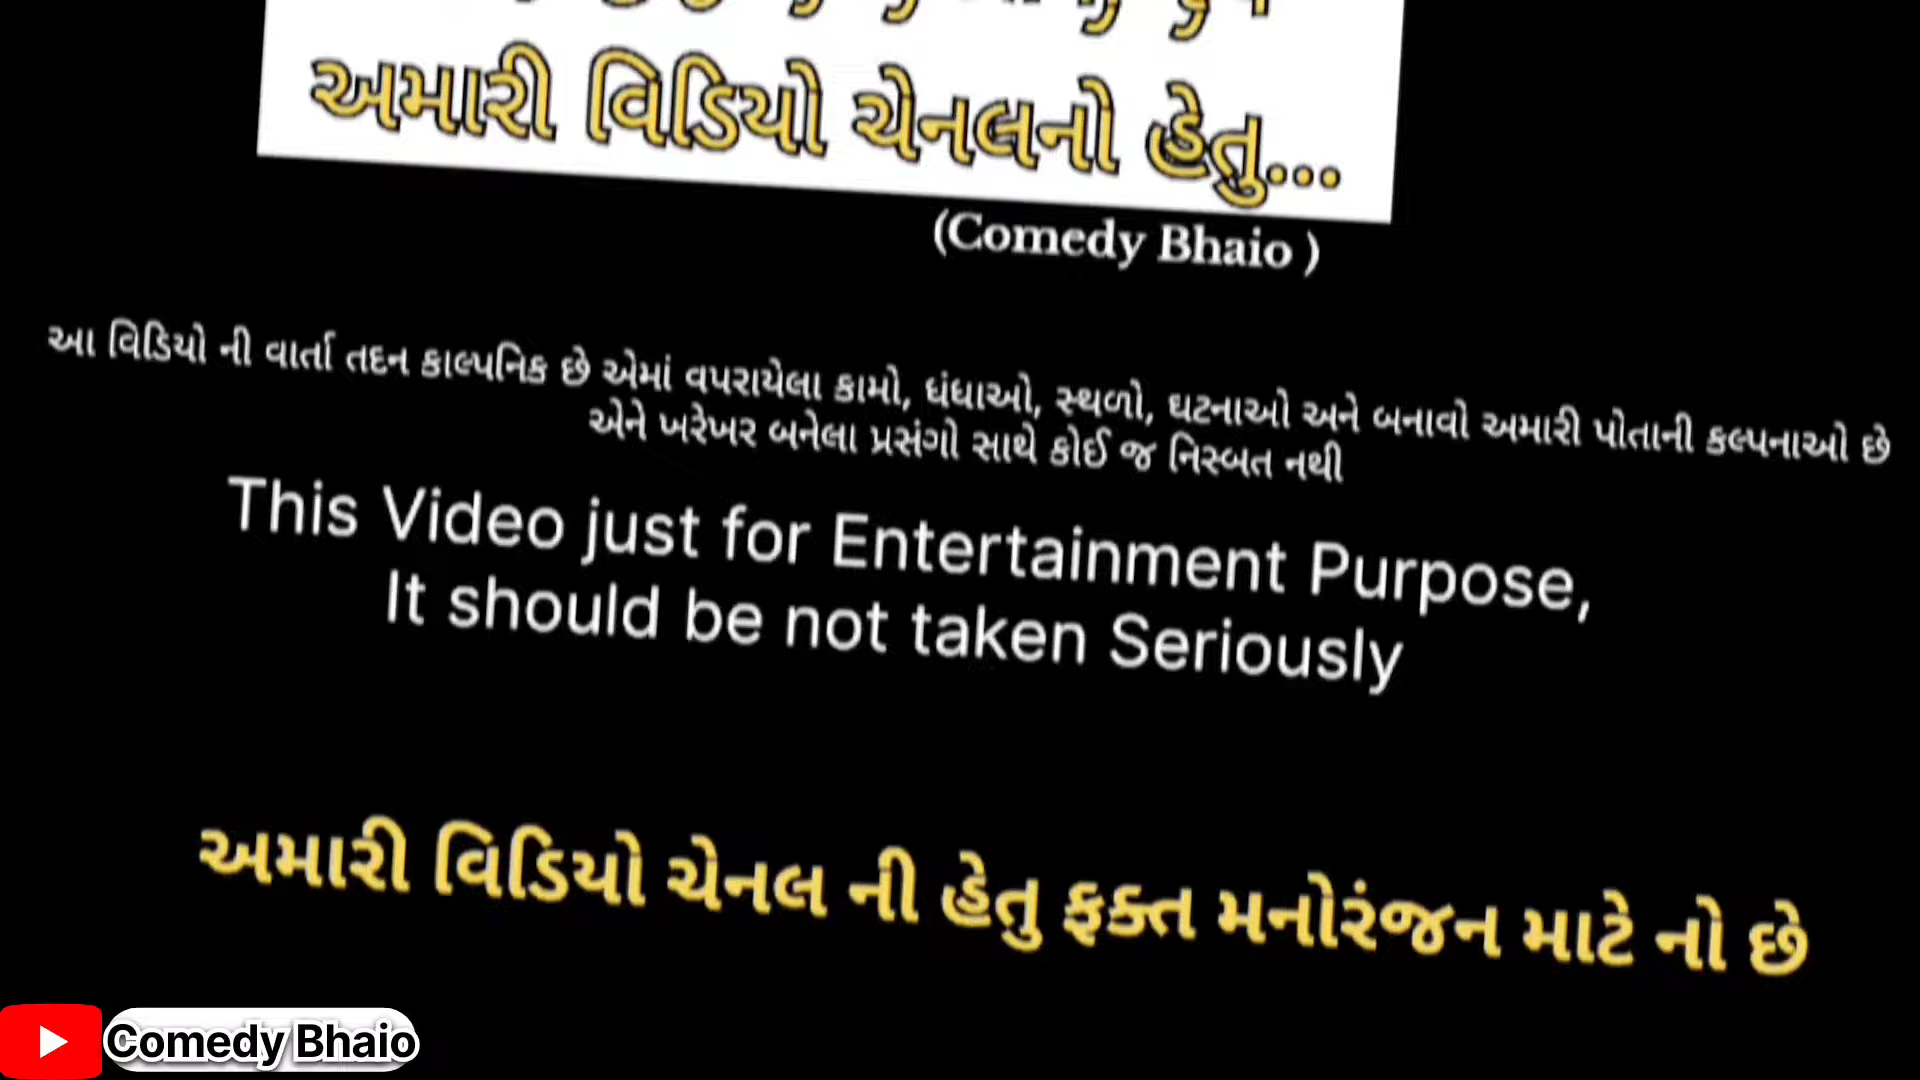 અમારી વિડિયો ચેનલનો હેતુ...
(Comedy Bhaio )
આ વિડિયો ની વાર્તા તદન કાલ્પનિક છે એમાં વપરાયેલા કામો, ધંધાઓ, સ્થળો, ઘટનાઓ અને બનાવો અમારી પોતાની કલ્પનાઓ છે
એને ખરેખર બનેલા પ્રસંગો સાથે કોઈ જ નિસ્બત નથી
This Video just for Entertainment Purpose,
It should be not taken Seriously
અમારી વિડિયો ચેનલ ની હેતુ ફક્ત મનોરંજન માટે નો છે
Comedy Bhaio